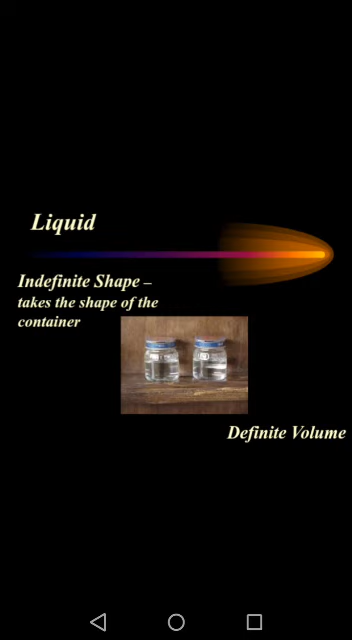 Liquid
Indefinite Shape –
takes the shape of the
container
Definite Volume